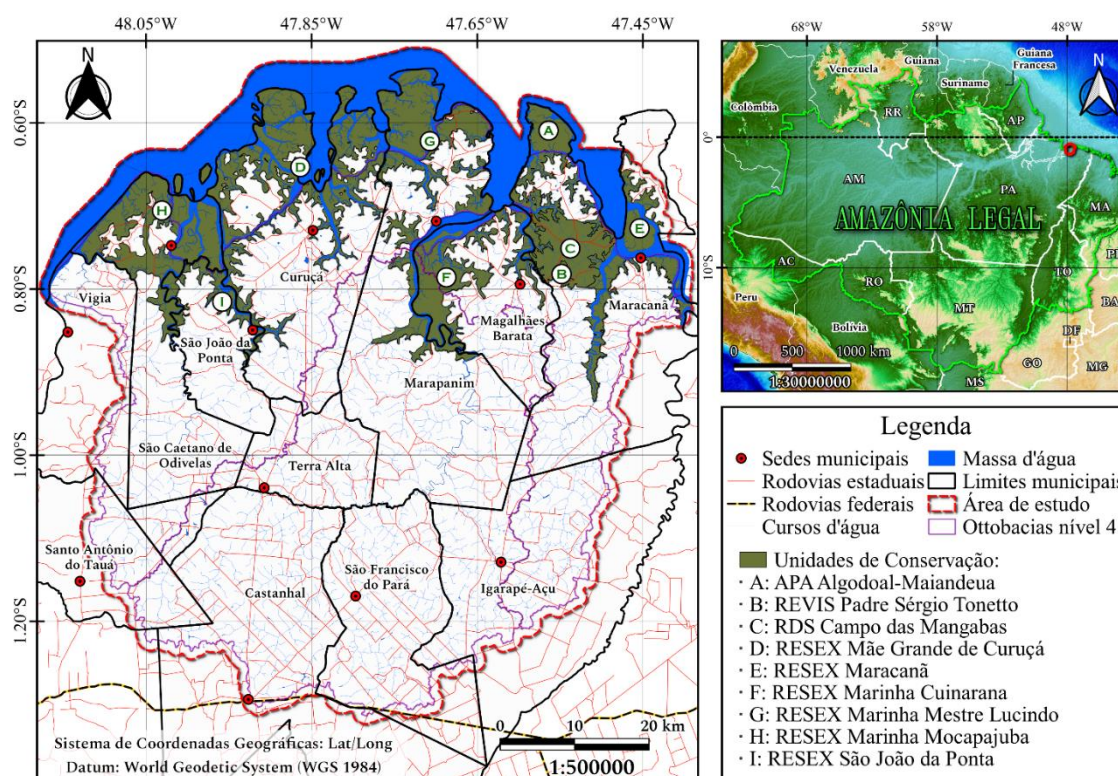 48.05°W
47.85°W
47.65°W
47.45°W
0.60°S
0.80°S
1.00°S
1.20°S
N
A
G
D
H
E
C
B
F
I
Vigia
Curuçá
Maracanã
Magalhães
Barata
São João da
Ponta
Marapanim
São Caetano de
Odivelas
Terra Alta
Santo Antônio
do Tauá
Castanhal
São Francisco
do Pará
Igarapé-Açu
Sistema de Coordenadas Geográficas: Lat/Long
Datum: World Geodetic System (WGS 1984)
0 10 20 km
1:500000
68°W
58°W
48°W
0°
10°S
N
Venezuela
Guiana
Guiana
Francesa
Suriname
Colômbia
RR
AP
AM
PA
MA
AMAZÔNIA LEGAL
AC
RO
TO
PI
Peru
MT
BA
Bolívia
DF
GO
MG
MS
0 500 1000 km
1:30000000
Legenda
Sedes municipais
Massa d'água
Rodovias estaduais
Limites municipais
Rodovias federais
Área de estudo
Cursos d'água
Ottobacias nível 4
Unidades de Conservação:
· A: APA Algodoal-Maiandeua
· B: REVIS Padre Sérgio Tonetto
· C: RDS Campo das Mangabas
· D: RESEX Mãe Grande de Curuçá
· E: RESEX Maracanã
· F: RESEX Marinha Cuinarana
· G: RESEX Marinha Mestre Lucindo
· H: RESEX Marinha Mocapajuba
· I: RESEX São João da Ponta